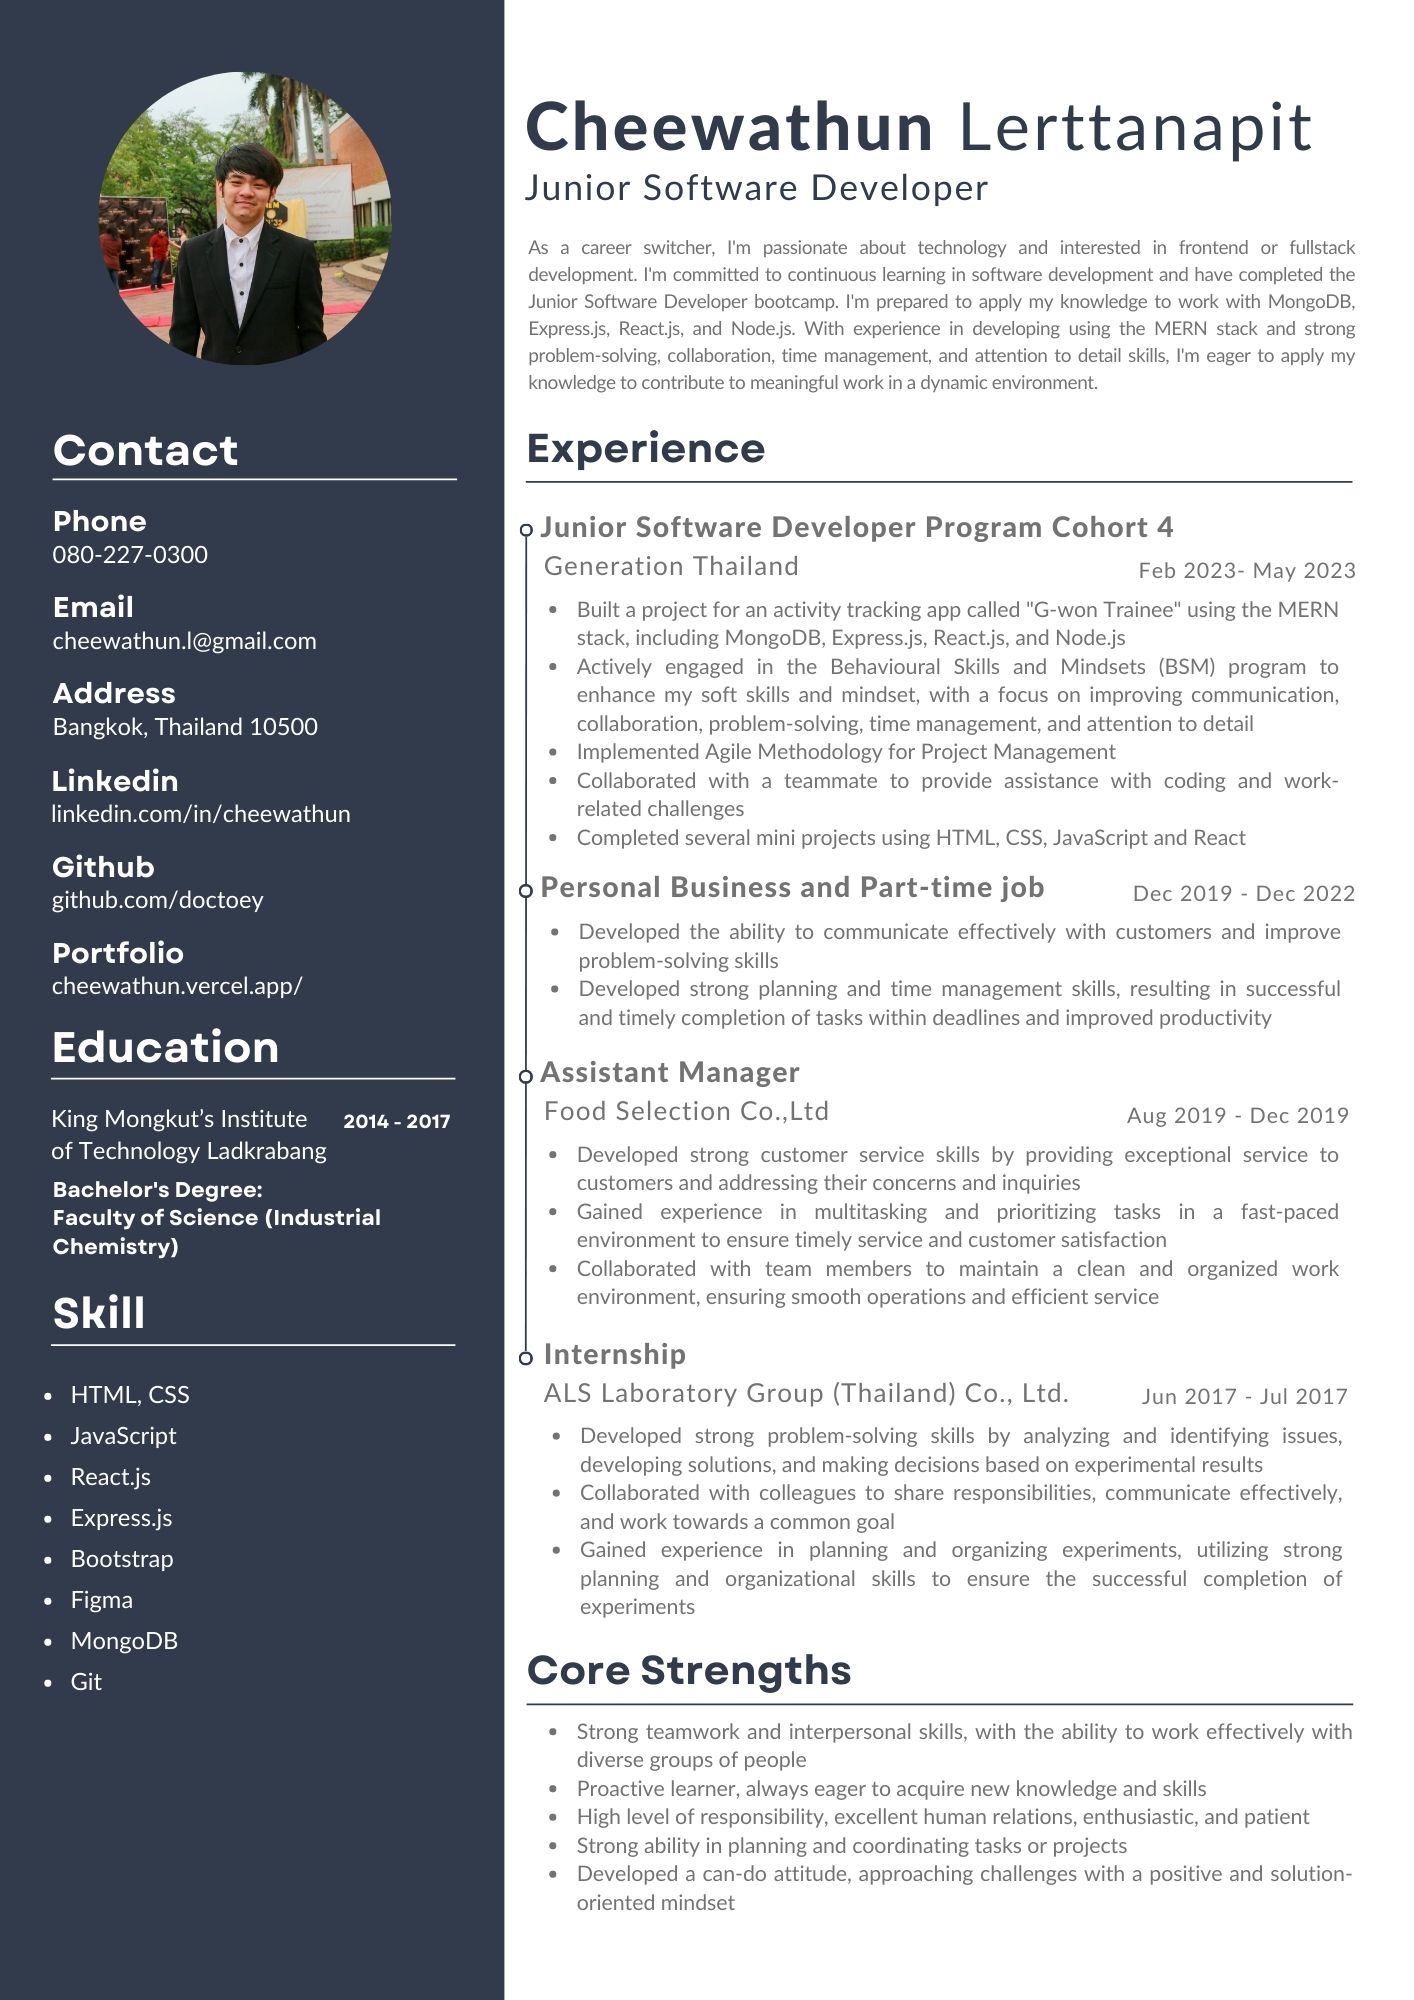 Cheewathun Lerttanapit
Junior Software Developer
As a career switcher, I'm passionate about technology and interested in frontend or fullstack
development. I'm committed to continuous learning in software development and have completed the
Junior Software Developer bootcamp. I'm prepared to apply my knowledge to work with MongoDB,
Express.js, React.js, and Node.js. With experience in developing using the MERN stack and strong
problem-solving, collaboration, time management, and attention to detail skills, I'm eager to apply my
knowledge to contribute to meaningful work in a dynamic environment.
Contact
Phone
080-227-0300
Email
cheewathun.l@gmail.com
Address
Bangkok, Thailand 10500
Linkedin
linkedin.com/in/cheewathun
Github
github.com/doctoey
Portfolio
cheewathun.vercel.app/
Education
King Mongkut’s Institute 2014 - 2017
of Technology Ladkrabang
Bachelor's Degree:
Faculty of Science (Industrial
Chemistry)
Skill
• HTML, CSS
• JavaScript
• React.js
• Express.js
• Bootstrap
• Figma
• MongoDB
• Git
Experience
Junior Software Developer Program Cohort 4
Generation Thailand Feb 2023- May 2023
• Built a project for an activity tracking app called "G-won Trainee" using the MERN
stack, including MongoDB, Express.js, React.js, and Node.js
• Actively engaged in the Behavioural Skills and Mindsets (BSM) program to
enhance my soft skills and mindset, with a focus on improving communication,
collaboration, problem-solving, time management, and attention to detail
• Implemented Agile Methodology for Project Management
• Collaborated with a teammate to provide assistance with coding and work-
related challenges
• Completed several mini projects using HTML, CSS, JavaScript and React
Personal Business and Part-time job Dec 2019 - Dec 2022
• Developed the ability to communicate effectively with customers and improve
problem-solving skills
• Developed strong planning and time management skills, resulting in successful
and timely completion of tasks within deadlines and improved productivity
Assistant Manager
Food Selection Co.,Ltd Aug 2019 - Dec 2019
• Developed strong customer service skills by providing exceptional service to
customers and addressing their concerns and inquiries
• Gained experience in multitasking and prioritizing tasks in a fast-paced
environment to ensure timely service and customer satisfaction
• Collaborated with team members to maintain a clean and organized work
environment, ensuring smooth operations and efficient service
Internship
ALS Laboratory Group (Thailand) Co., Ltd. Jun 2017 - Jul 2017
• Developed strong problem-solving skills by analyzing and identifying issues,
developing solutions, and making decisions based on experimental results
• Collaborated with colleagues to share responsibilities, communicate effectively,
and work towards a common goal
• Gained experience in planning and organizing experiments, utilizing strong
planning and organizational skills to ensure the successful completion of
experiments
Core Strengths
• Strong teamwork and interpersonal skills, with the ability to work effectively with
diverse groups of people
• Proactive learner, always eager to acquire new knowledge and skills
• High level of responsibility, excellent human relations, enthusiastic, and patient
• Strong ability in planning and coordinating tasks or projects
• Developed a can-do attitude, approaching challenges with a positive and solution-
oriented mindset